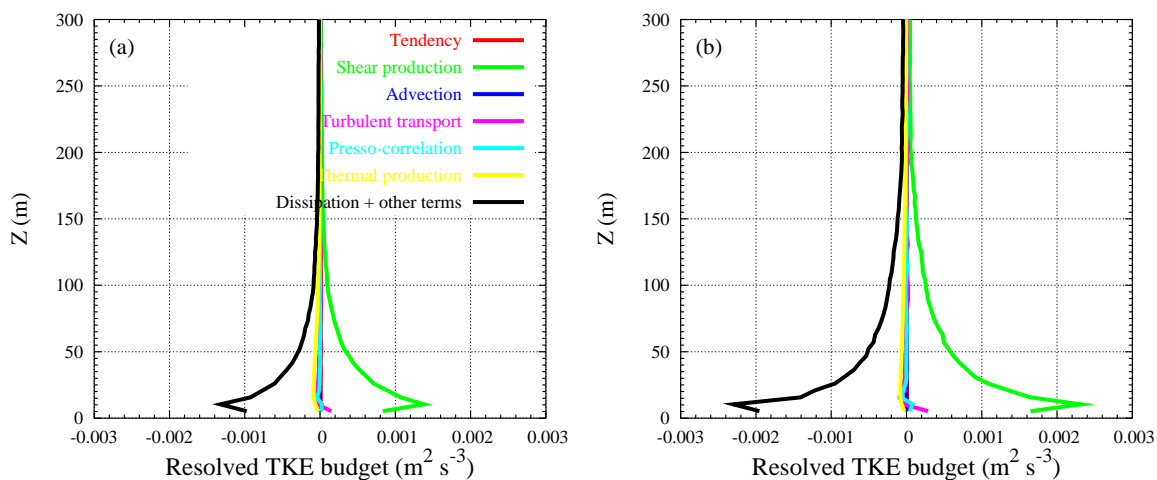 300
250
200
150
100
50
0
Z (m)
(a)
Tendency
Shear production
Advection
Turbulent transport
Presso-correlation
Thermal production
Dissipation + other terms
-0.003 -0.002 -0.001 0 0.001 0.002 0.003
Resolved TKE budget (m² s⁻³)
300
250
200
150
100
50
0
Z (m)
(b)
-0.003 -0.002 -0.001 0 0.001 0.002 0.003
Resolved TKE budget (m² s⁻³)